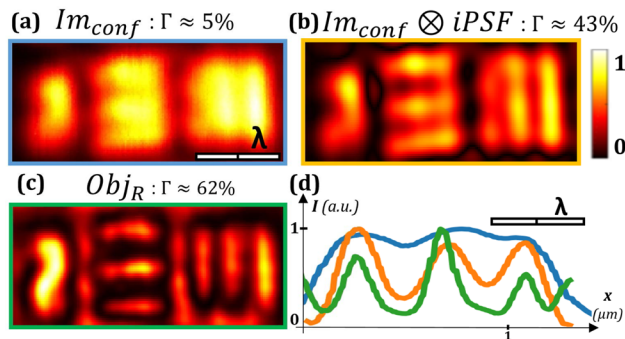 (a) Im_conf : Γ ≈ 5%
(b) Im_conf ⊗ iPSF : Γ ≈ 43%
λ
1
0
(c) Obj_R : Γ ≈ 62%
(d)
I (a.u.)
λ
1
0
x
(μm)
1